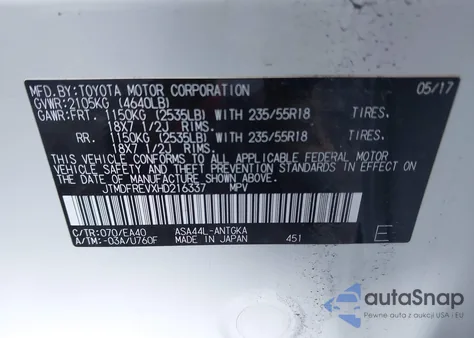 MFD.BY:TOYOTA MOTOR CORPORATION 05/17
GVWR:2105KG (4640LB)
GAWR:FRT. 1150KG (2535LB) WITH 235/55R18 TIRES.
18X7 1/2J RIMS.
RR. 1150KG (2535LB) WITH 235/55R18 TIRES.
18X7 1/2J RIMS.
THIS VEHICLE CONFORMS TO ALL APPLICABLE FEDERAL MOTOR
VEHICLE SAFETY AND THEFT PREVENTION STANDARDS IN EFFECT ON
THE DATE OF MANUFACTURE SHOWN ABOVE.
JTMDFREVXHD216337 MPV
C/TR:070/EA40 ASA44L-ANTGKA
A/TM:-03A/U760F MADE IN JAPAN 451 E
autoSnap
Pewne auta z aukcji USA i EU